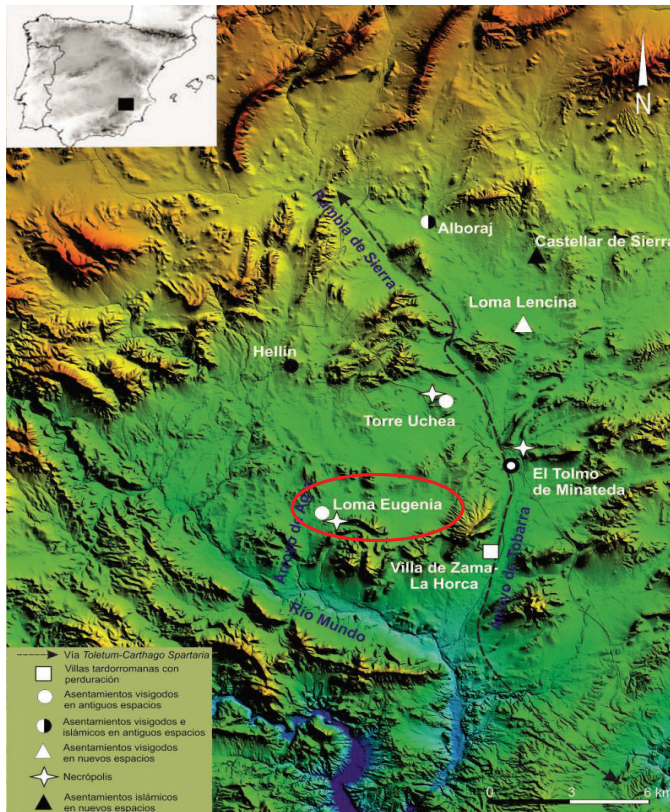 N
Rambla de Sierra
Alboraj
Castellar de Sierra
Loma Lencina
Hellín
Torre Uchea
El Tolmo
de Minateda
Loma Eugenia
Arroyo de
Villa de Zama-
La Horca
Arroyo de Tobarra
Río Mundo
Vía Toletum-Carthago Spartaria
Villas tardorromanas con
perduración
Asentamientos visigodos
en antiguos espacios
Asentamientos visigodos e
islámicos en antiguos espacios
Asentamientos visigodos
en nuevos espacios
Necrópolis
Asentamientos islámicos
en nuevos espacios
0 3 6 km